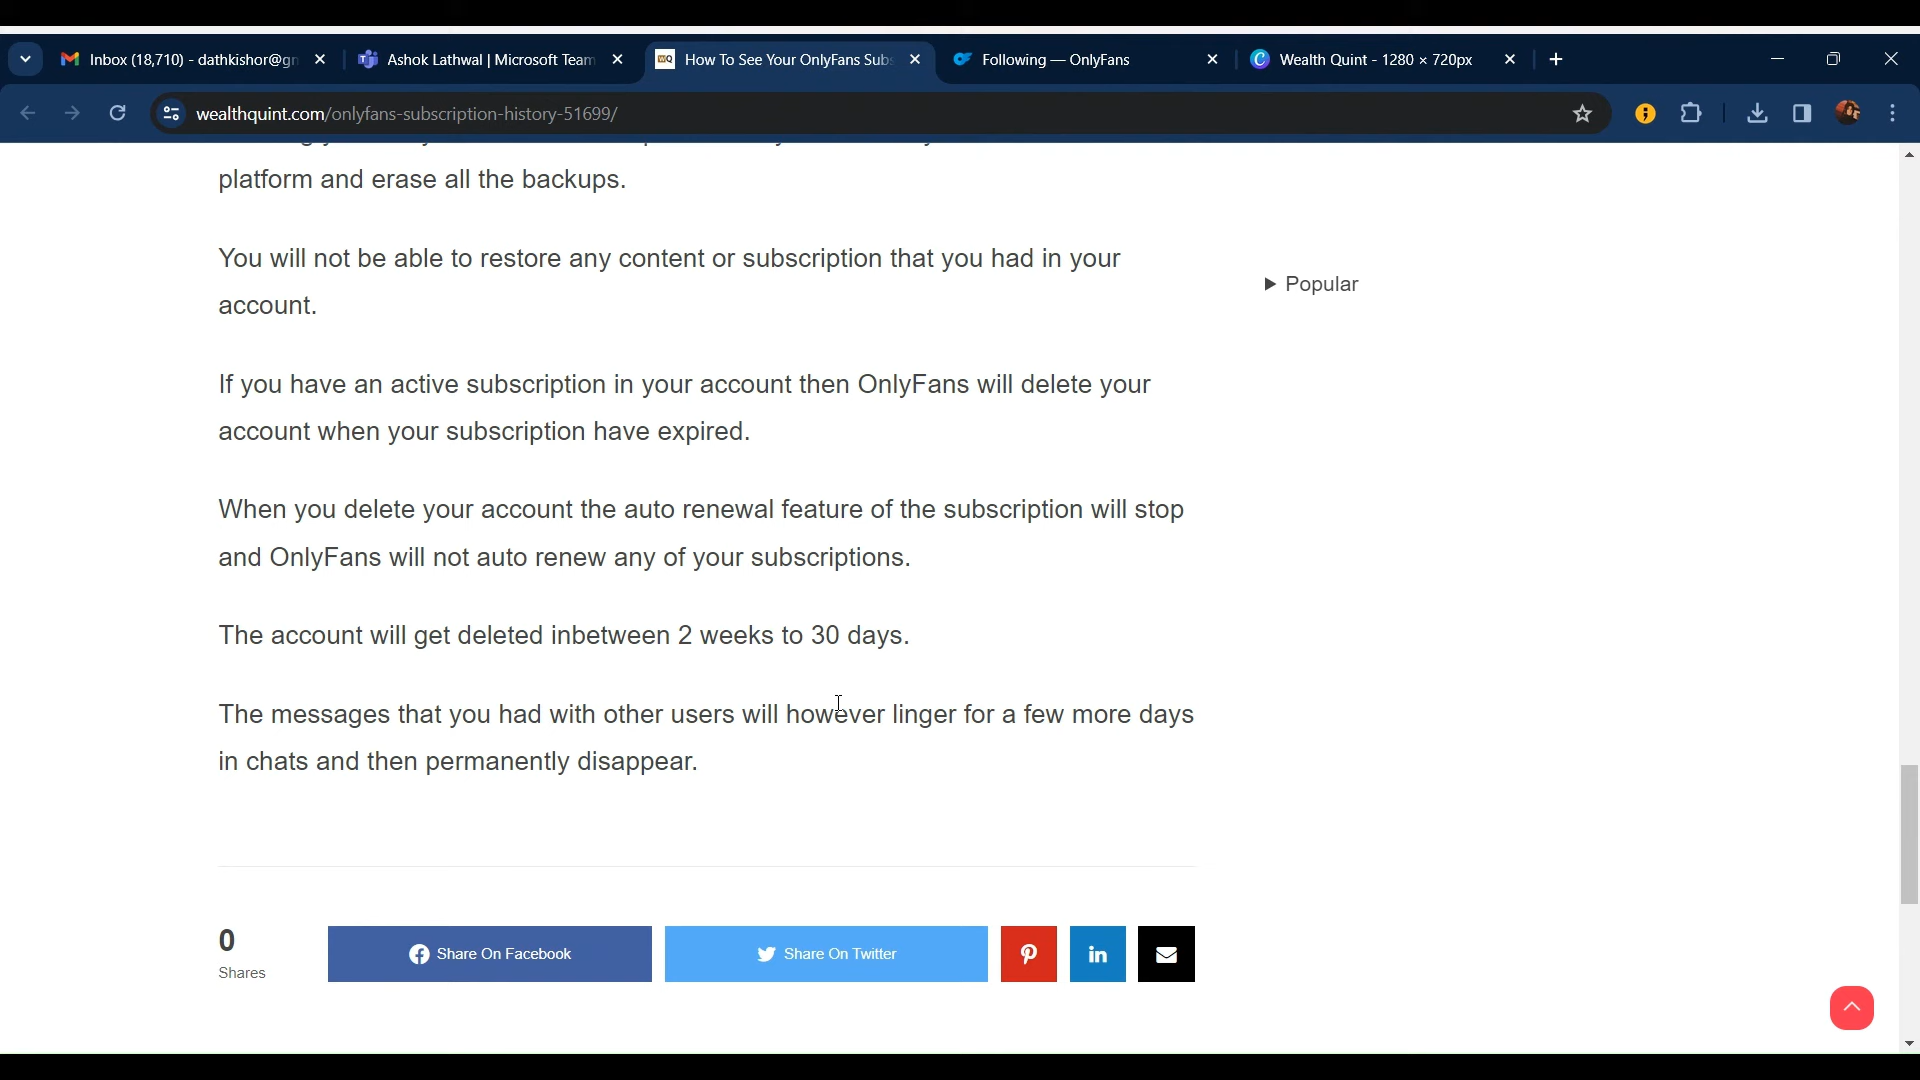 Inbox (18,710) - dathkishor@gm
Ashok Lathwal | Microsoft Team
WQ
How To See Your OnlyFans Subs
Following — OnlyFans
Wealth Quint - 1280 × 720px
wealthquint.com/onlyfans-subscription-history-51699/
platform and erase all the backups.
You will not be able to restore any content or subscription that you had in your
account.
If you have an active subscription in your account then OnlyFans will delete your
account when your subscription have expired.
When you delete your account the auto renewal feature of the subscription will stop
and OnlyFans will not auto renew any of your subscriptions.
The account will get deleted inbetween 2 weeks to 30 days.
The messages that you had with other users will however linger for a few more days
in chats and then permanently disappear.
▶ Popular
0
Shares
Share On Facebook
Share On Twitter
in